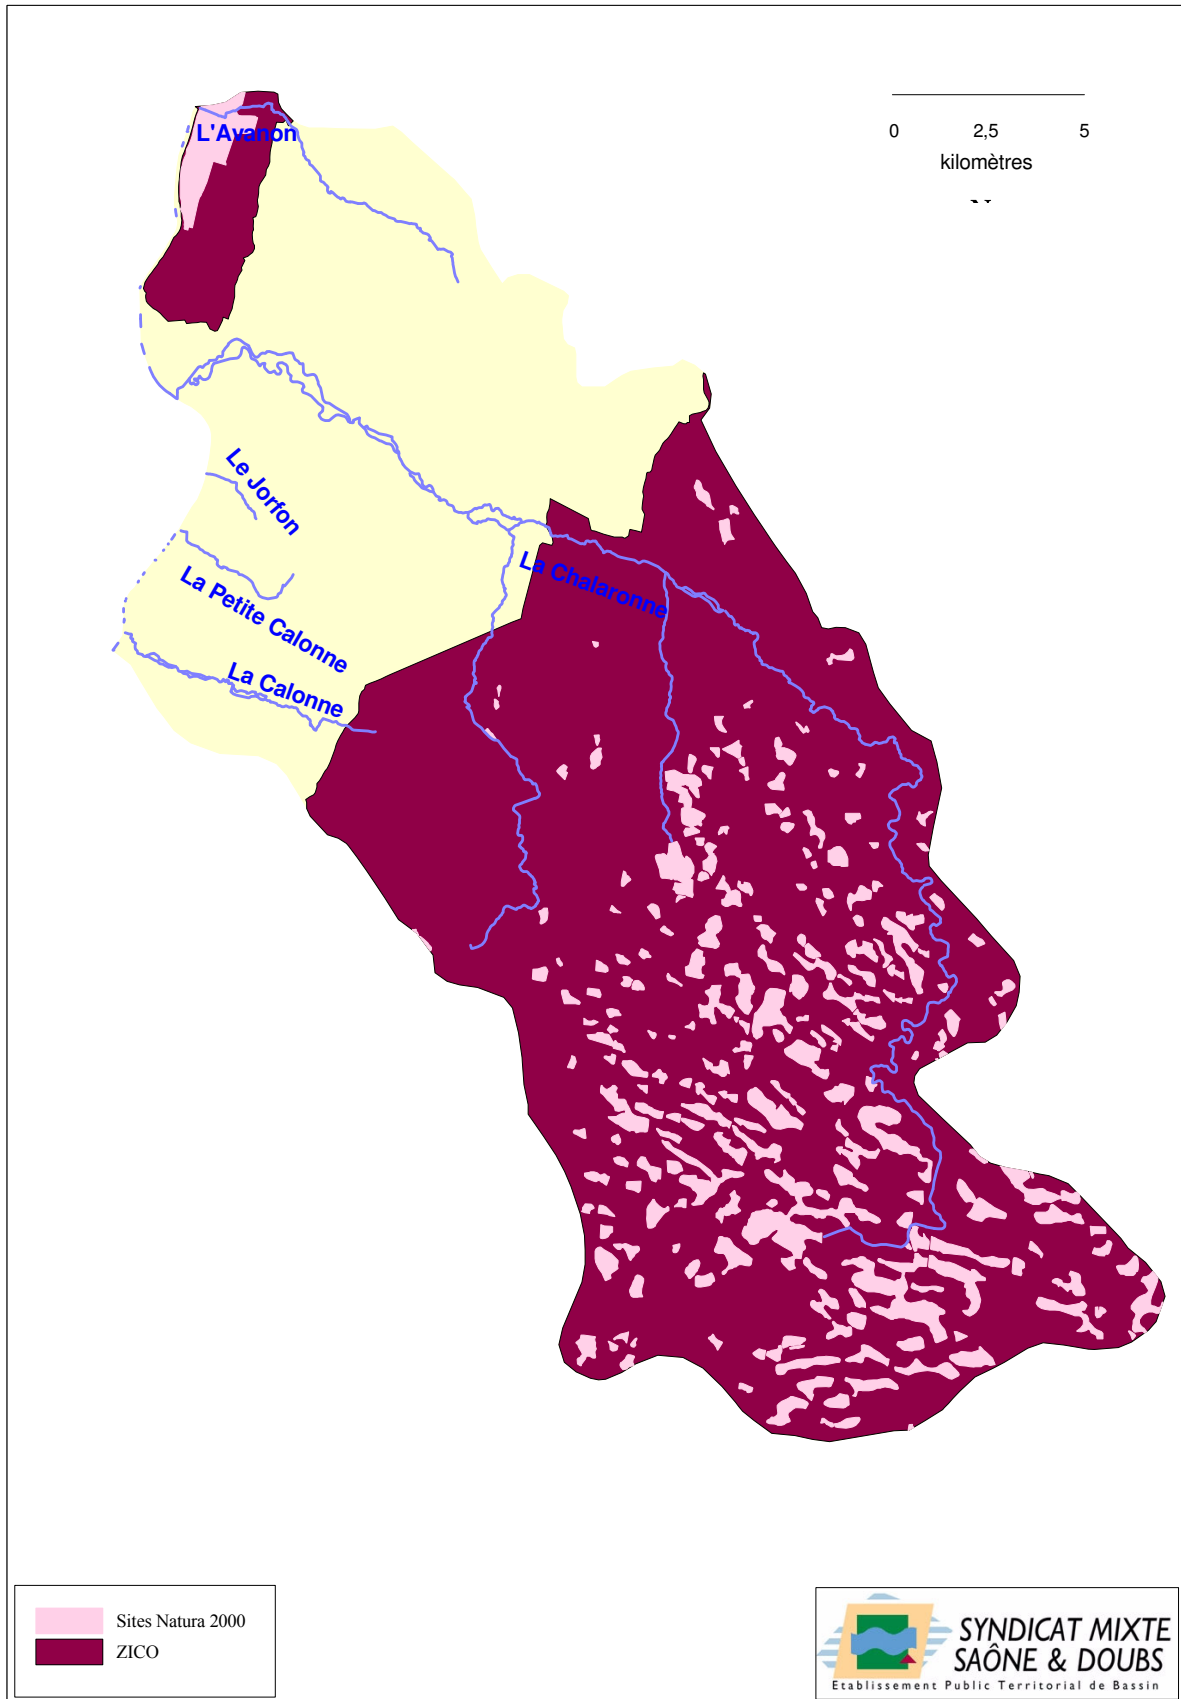 L'Avanon
0 2,5 5
kilomètres
Le Jorfon
La Chalaronne
La Petite Calonne
La Calonne
Sites Natura 2000
ZICO
SYNDICAT MIXTE
SAÔNE & DOUBS
Etablissement Public Territorial de Bassin